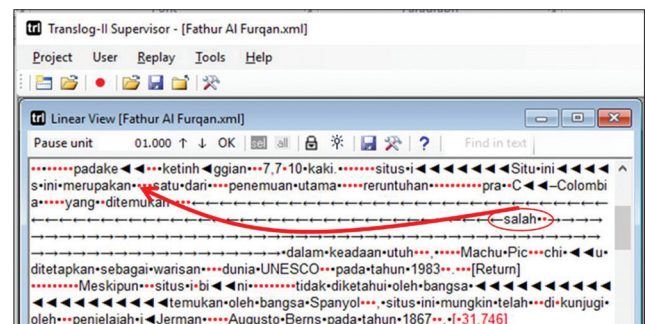 Translog-II Supervisor - [Fathur Al Furqan.xml]
Project User Replay Tools Help
Linear View [Fathur Al Furqan.xml]
Pause unit 01.000 ↑ ↓ OK sel all ? Find in text
••••••••padake◄◄•••ketinh◄ggian•••7,7•10•kaki.•••••••situs•i◄◄◄◄◄◄◄Situ•ini◄◄◄◄
s•ini•merupakan••••satu•dari••••penemuan•utama•••••reruntuhan••••••••••pra••C◄◄–Colombi
a•••••yang••ditemukan••••←←←←←←←←←←←←←←←←←←←←←←←←←←←←
←←←←←←←←←←←←←←←←←←←←←←←←←←←←←←←←←←salah••→→→→
→→→→→→→→→→→→→→→→→→→→→→→→→→→→→→→→→→→→→→→→→
→→→→→→→→→→→→→→→→→→→•dalam•keadaan•utuh•••,•••••Machu•Pic•••chi•◄◄u•
ditetapkan•sebagai•warisan••••dunia•UNESCO•••pada•tahun•1983••.•••[Return]
•••••••••Meskipun•••situs•i•bi◄◄ni••••••••tidak•diketahui•oleh•bangsa•◄◄◄◄◄◄◄◄◄◄
◄◄◄◄◄◄◄◄◄◄temukan•oleh•bangsa•Spanyol•••,•situs•ini•mungkin•telah•••di•kunjugi•
oleh•••penjelajah•i◄Jerman•••••Augusto•Berns•pada•tahun•1867••.•[•31.746]